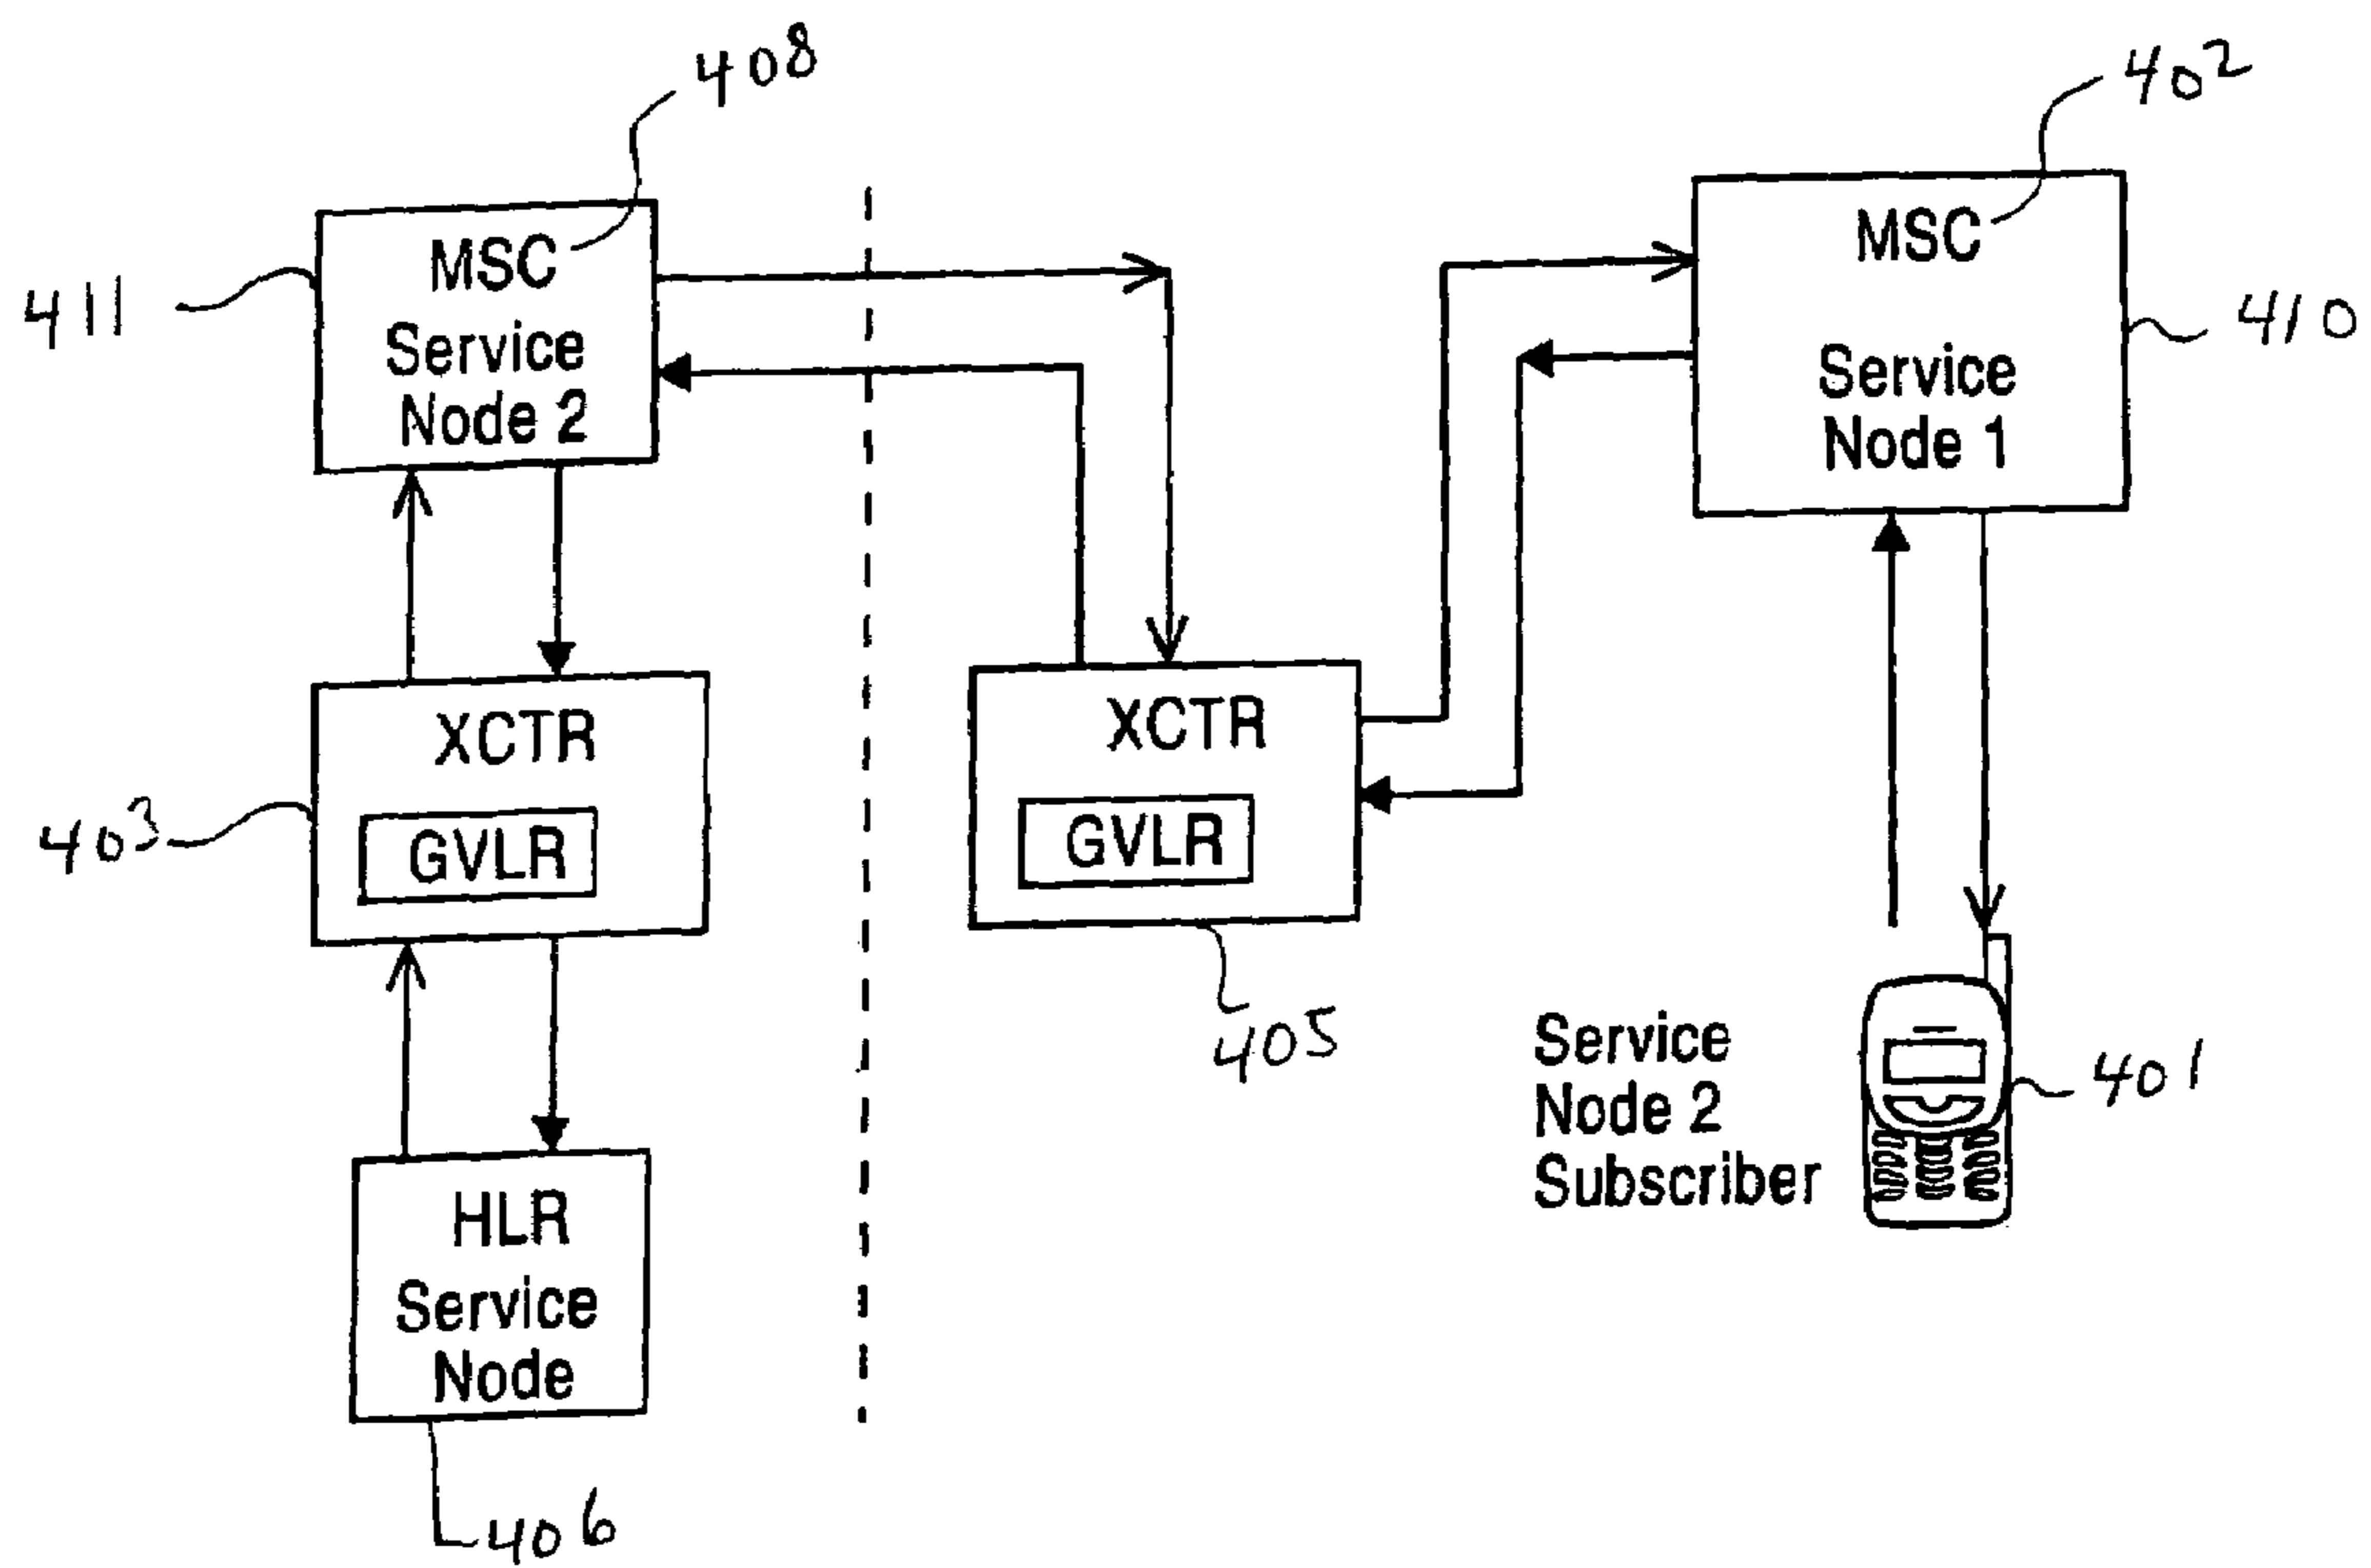 408
402
MSC
Service
Node 2
411
MSC
Service
Node 1
410
XCTR
GVLR
403
XCTR
GVLR
405
Service
Node 2
Subscriber
401
HLR
Service
Node
406